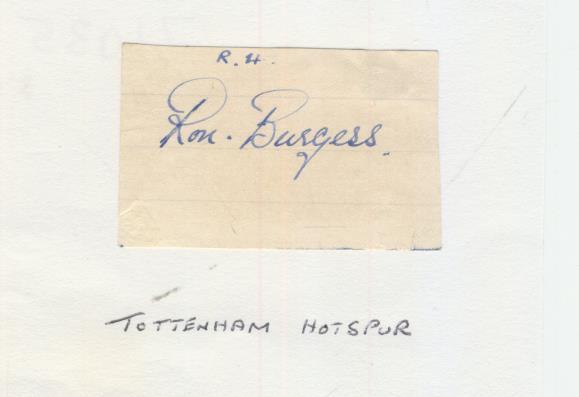 R. H.
Ron. Burgess.
TOTTENHAM HOTSPUR